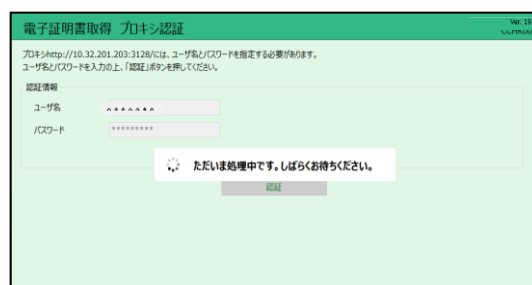 電子証明書取得 プロキシ認証
Ver. 19
プロキシhttp://10.32.201.203:3128/には、ユーザ名とパスワードを指定する必要があります。
ユーザ名とパスワードを入力の上、「認証」ボタンを押してください。
認証情報
ユーザ名
パスワード *********
ただいま処理中です。しばらくお待ちください。
認証